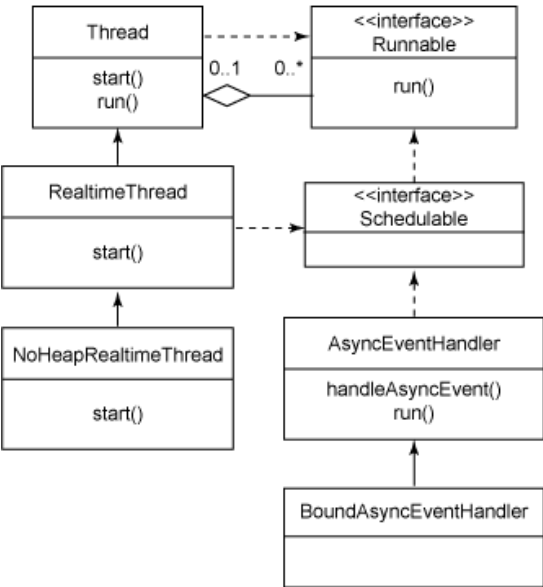 Thread
start()
run()
0..1
0..*
<<interface>>
Runnable
run()
RealtimeThread
start()
<<interface>>
Schedulable
NoHeapRealtimeThread
start()
AsyncEventHandler
handleAsyncEvent()
run()
BoundAsyncEventHandler